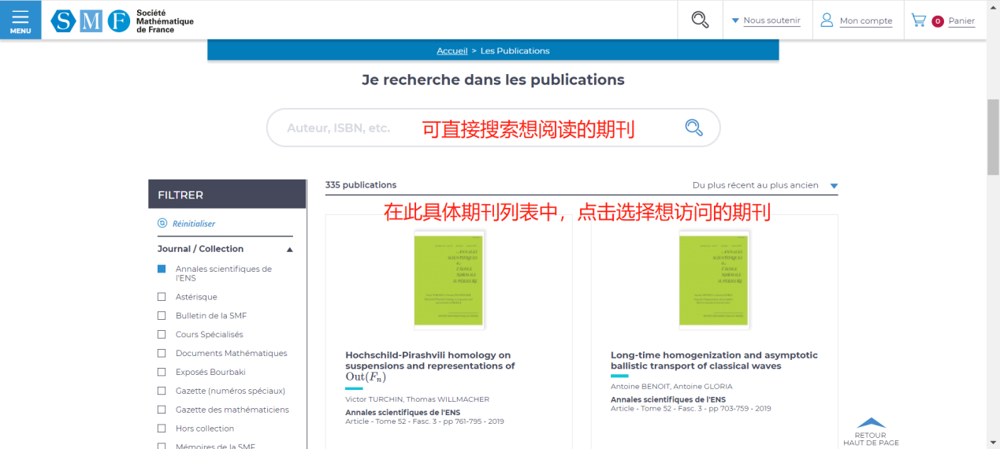 MENU
SMF
Société
Mathématique
de France
Nous soutenir
Mon compte
0
Panier
Accueil > Les Publications
Je recherche dans les publications
Auteur, ISBN, etc.
可直接搜索想阅读的期刊
FILTRER
335 publications
Du plus récent au plus ancien
在此具体期刊列表中，点击选择想访问的期刊
Réinitialiser
Journal / Collection
Annales scientifiques de
l'ENS
Astérisque
Bulletin de la SMF
Cours Spécialisés
Documents Mathématiques
Exposés Bourbaki
Gazette (numéros spéciaux)
Gazette des mathématiciens
Hors collection
Mémoires de la SMF
ANNALES
SCIENTIFIQUES
de
L'ÉCOLE
NORMALE
SUPÉRIEURE
Hochschild-Pirashvili homology on
suspensions and representations of
Out(Fₙ)
Victor TURCHIN, Thomas WILLMACHER
Annales scientifiques de l'ENS
Article - Tome 52 - Fasc. 3 - pp 761-795 - 2019
ANNALES
SCIENTIFIQUES
de
L'ÉCOLE
NORMALE
SUPÉRIEURE
Long-time homogenization and asymptotic
ballistic transport of classical waves
Antoine BENOIT, Antoine GLORIA
Annales scientifiques de l'ENS
Article - Tome 52 - Fasc. 3 - pp 703-759 - 2019
RETOUR
HAUT DE PAGE